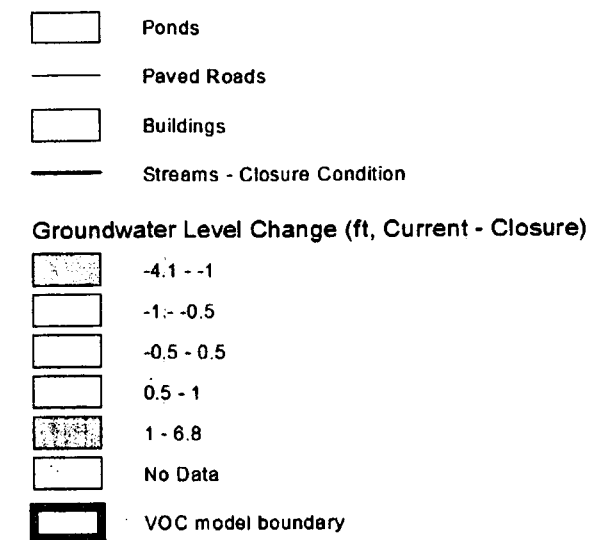 Ponds
Paved Roads
Buildings
Streams - Closure Condition
Groundwater Level Change (ft, Current - Closure)
-4.1 - -1
-1 - -0.5
-0.5 - 0.5
0.5 - 1
1 - 6.8
No Data
VOC model boundary